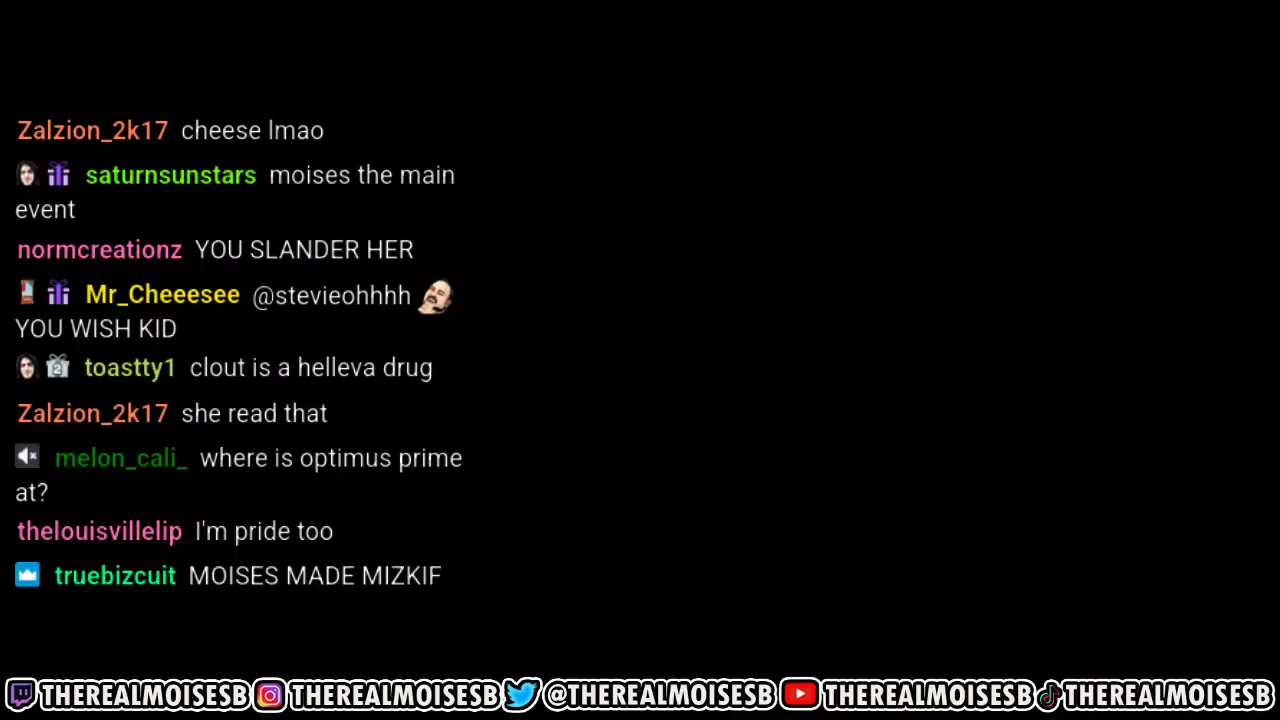 Zalzion_2k17 cheese lmao
saturnsunstars moises the main
event
normcreationz YOU SLANDER HER
Mr_Cheeesee @stevieohhhh
YOU WISH KID
toastty1 clout is a helleva drug
Zalzion_2k17 she read that
melon_cali_ where is optimus prime
at?
thelouisvillelip I'm pride too
truebizcuit MOISES MADE MIZKIF
THEREALMOISESB THEREALMOISESB @THEREALMOISESB THEREALMOISESB THEREALMOISESB